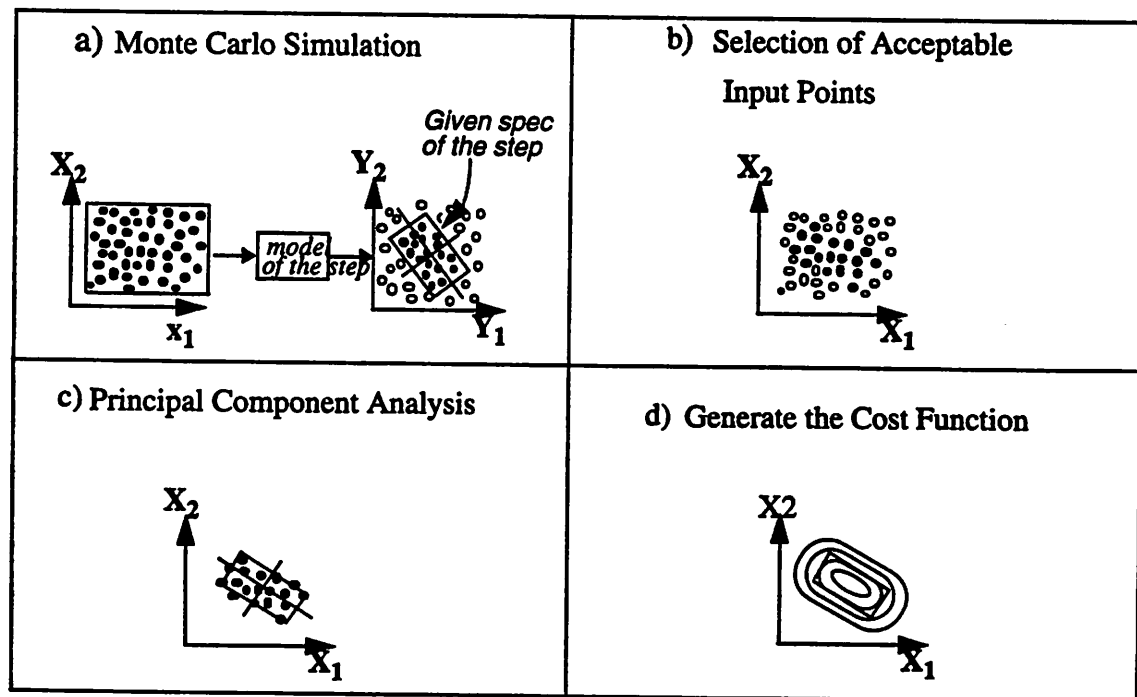 a) Monte Carlo Simulation
Given spec
of the step
X2
Y2
model
of the step
x1
Y1
b) Selection of Acceptable
Input Points
X2
X1
c) Principal Component Analysis
X2
X1
d) Generate the Cost Function
X2
X1